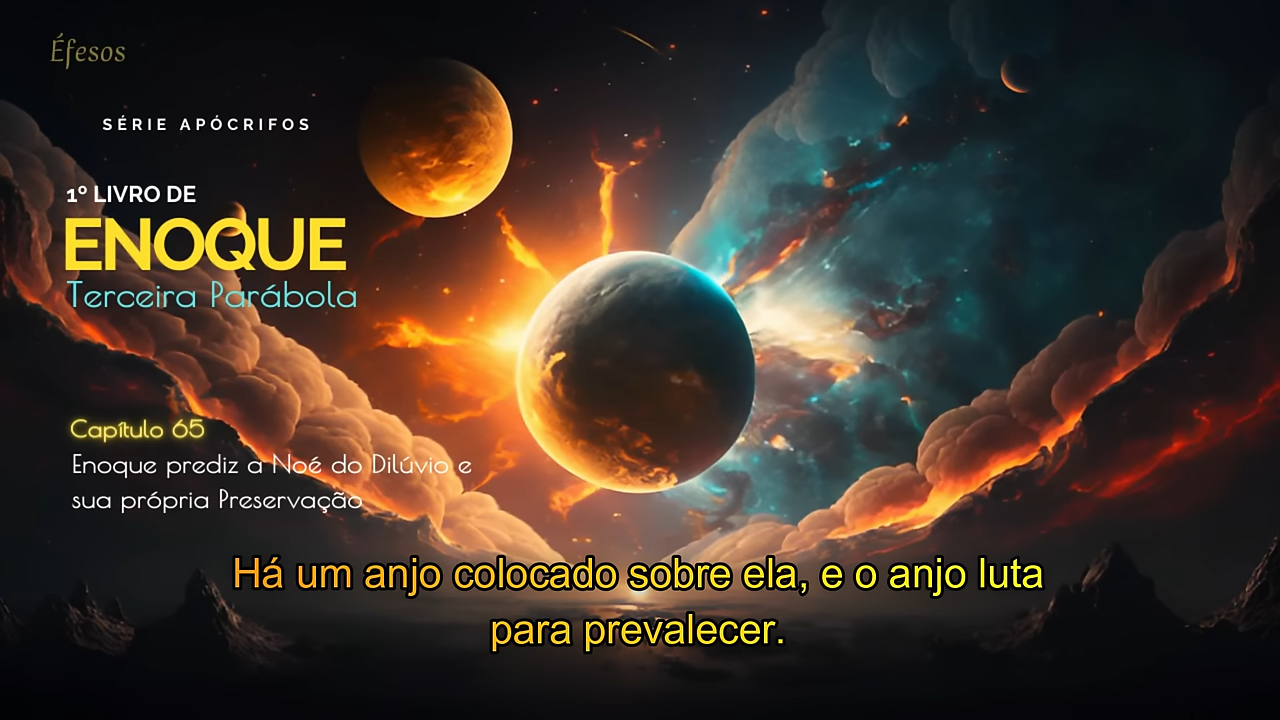 Éfesos
SÉRIE APÓCRIFOS
1º LIVRO DE
ENOQUE
Terceira Parábola
Capítulo 65
Enoque prediz a Noé do Dilúvio e
sua própria Preservação
Há um anjo colocado sobre ela, e o anjo luta
para prevalecer.